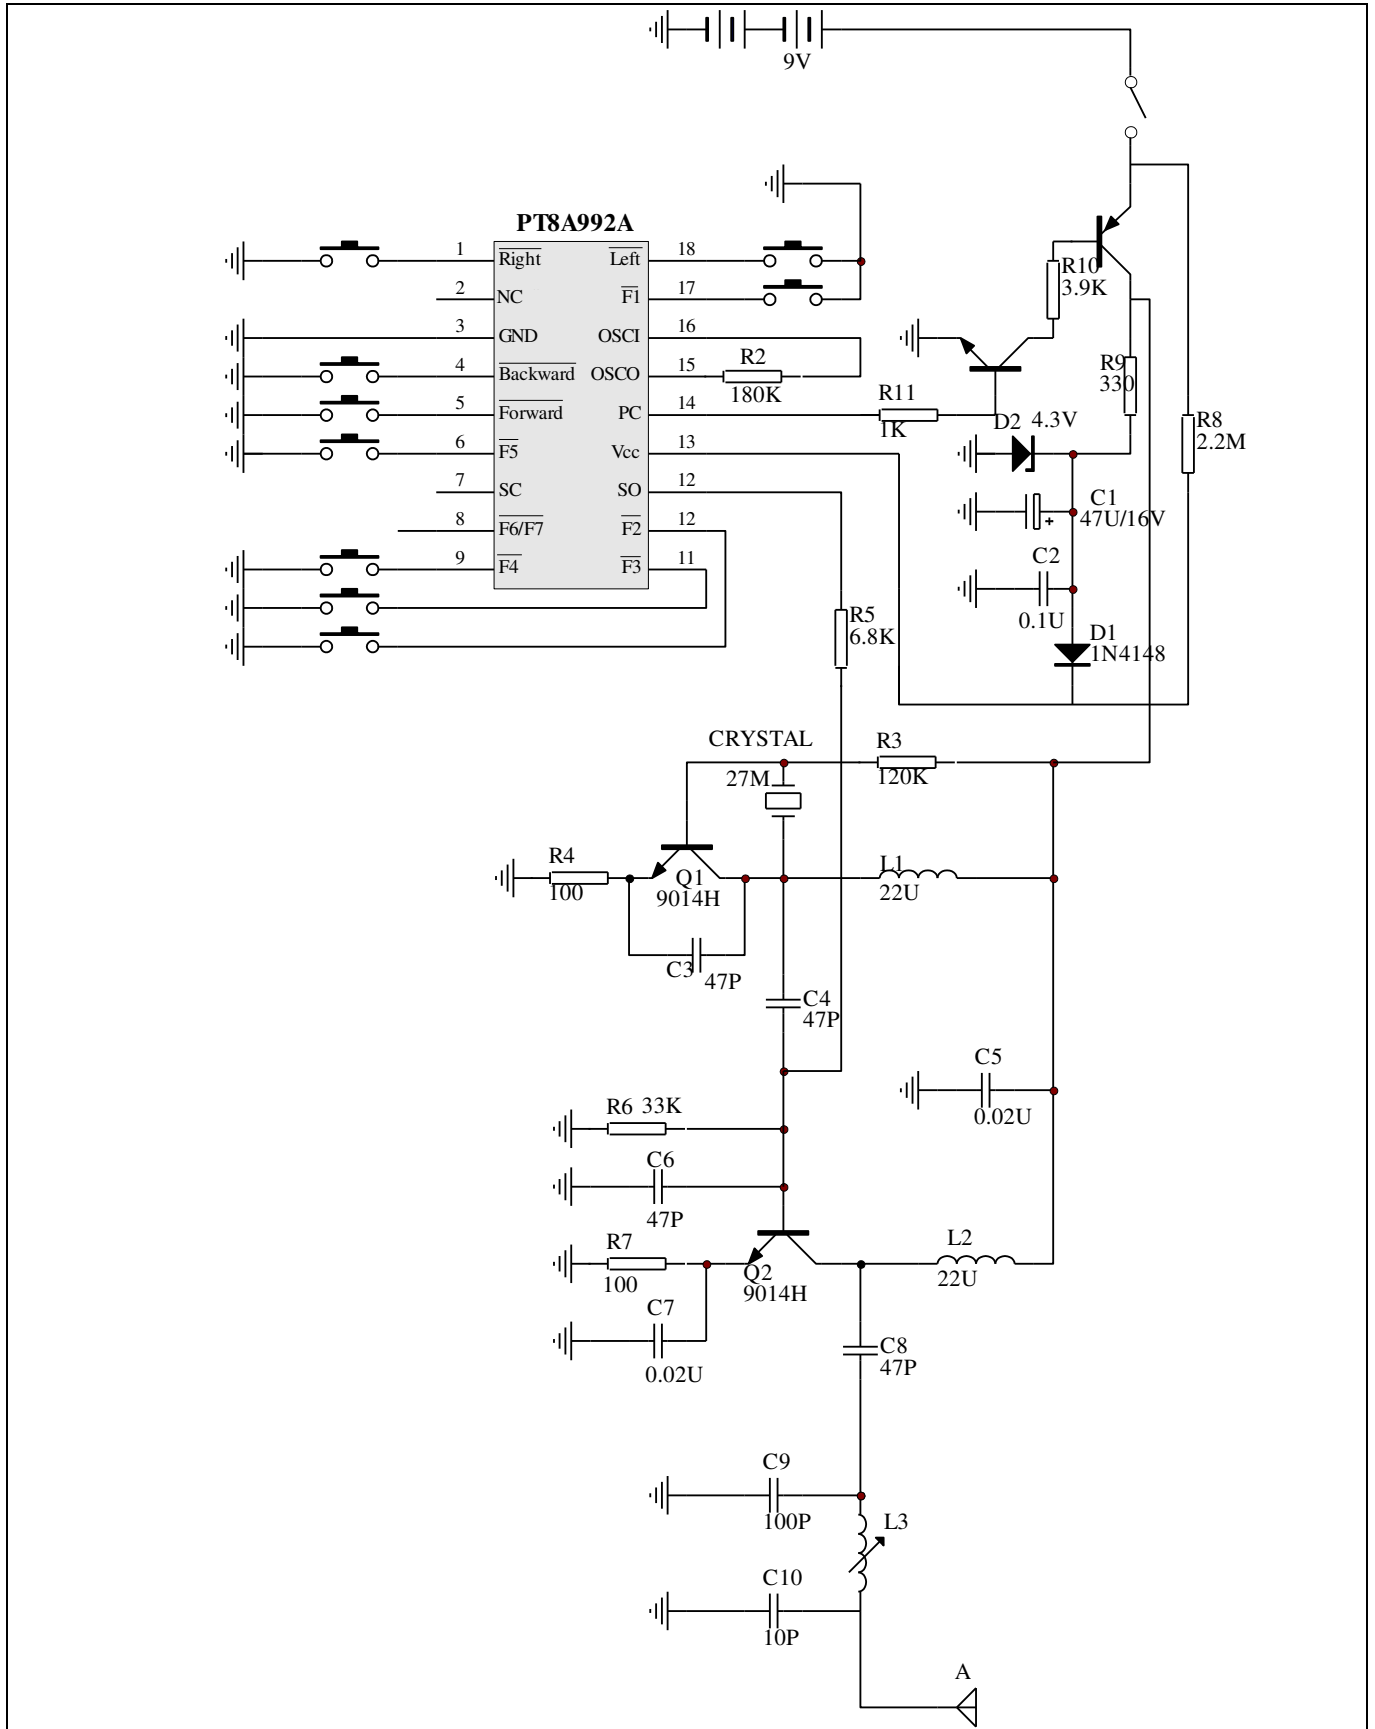 9V
PT8A992A
1 Right Left 18
2 NC F1 17
3 GND OSCI 16
4 Backward OSCO 15
5 Forward PC 14
6 F5 Vcc 13
7 SC SO 12
8 F6/F7 F2 12
9 F4 F3 11
R2
180K
R11
1K
R10
3.9K
R9
330
R8
2.2M
D2 4.3V
C1
47U/16V
+
C2
0.1U
D1
1N4148
R5
6.8K
CRYSTAL
27M
R3
120K
R4
100
Q1
9014H
L1
22U
C3
47P
C4
47P
C5
0.02U
R6 33K
C6
47P
R7
100
Q2
9014H
L2
22U
C7
0.02U
C8
47P
C9
100P
L3
C10
10P
A